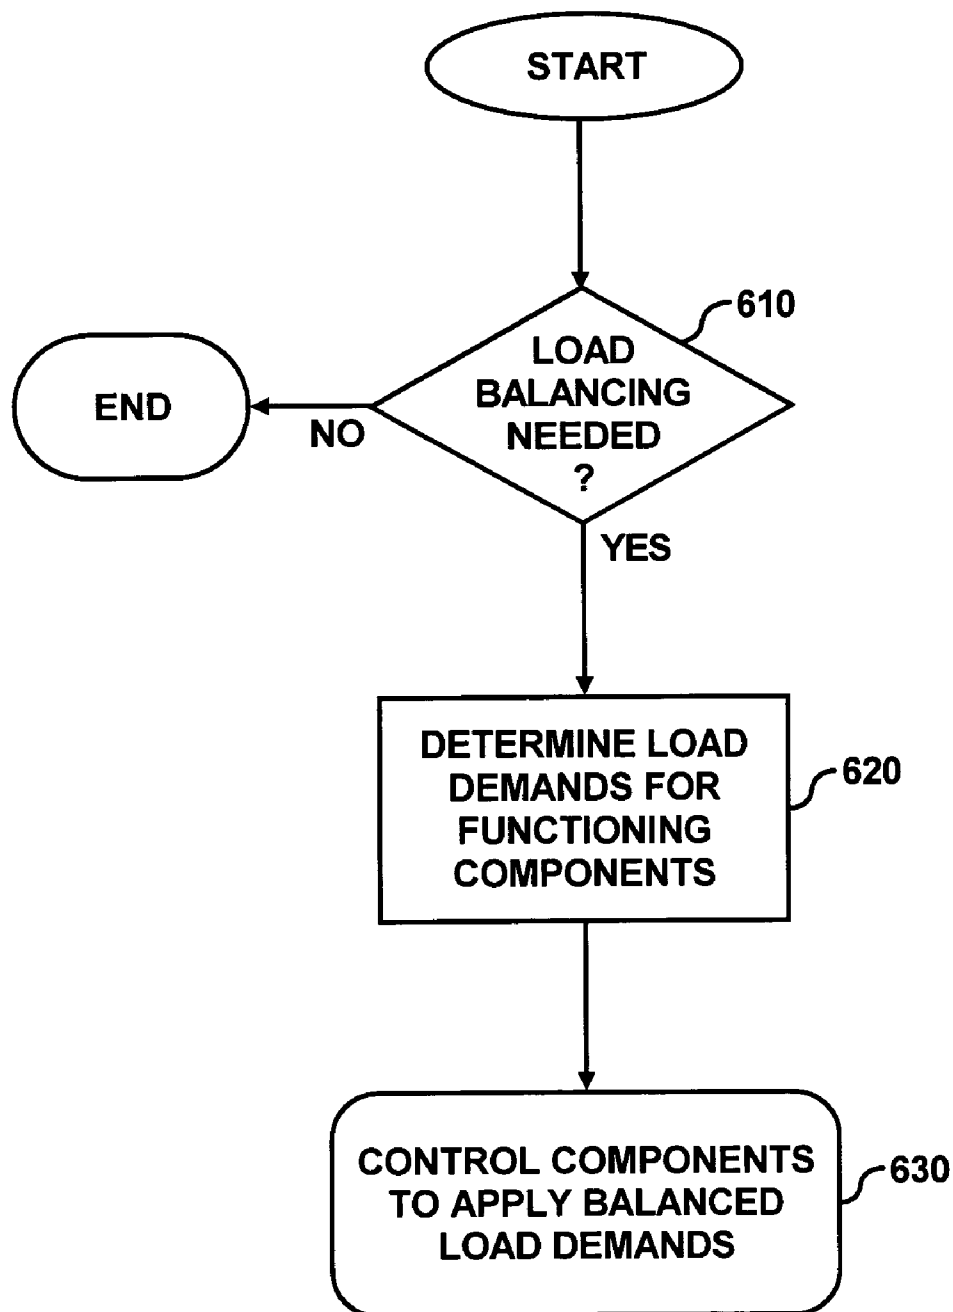 START
610
LOAD
BALANCING
NEEDED
?
END
NO
YES
DETERMINE LOAD
DEMANDS FOR
FUNCTIONING
COMPONENTS
620
CONTROL COMPONENTS
TO APPLY BALANCED
LOAD DEMANDS
630